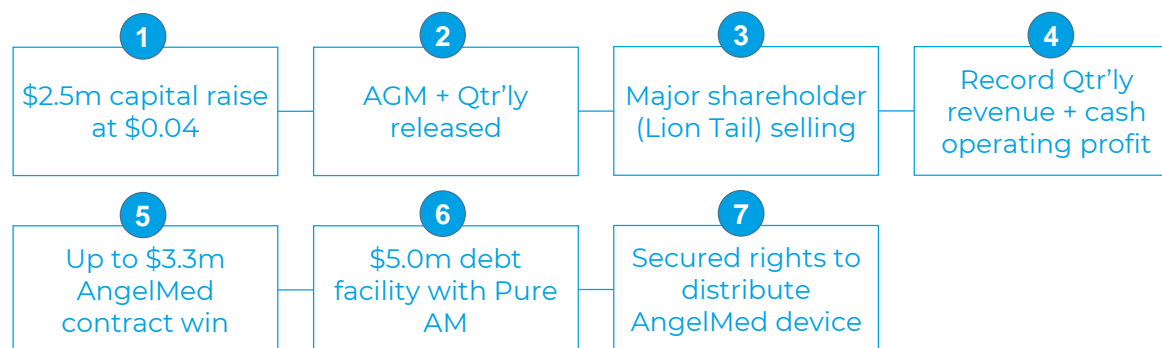 1
$2.5m capital raise
at $0.04
2
AGM + Qtr’ly
released
3
Major shareholder
(Lion Tail) selling
4
Record Qtr’ly
revenue + cash
operating profit
5
Up to $3.3m
AngelMed
contract win
6
$5.0m debt
facility with Pure
AM
7
Secured rights to
distribute
AngelMed device